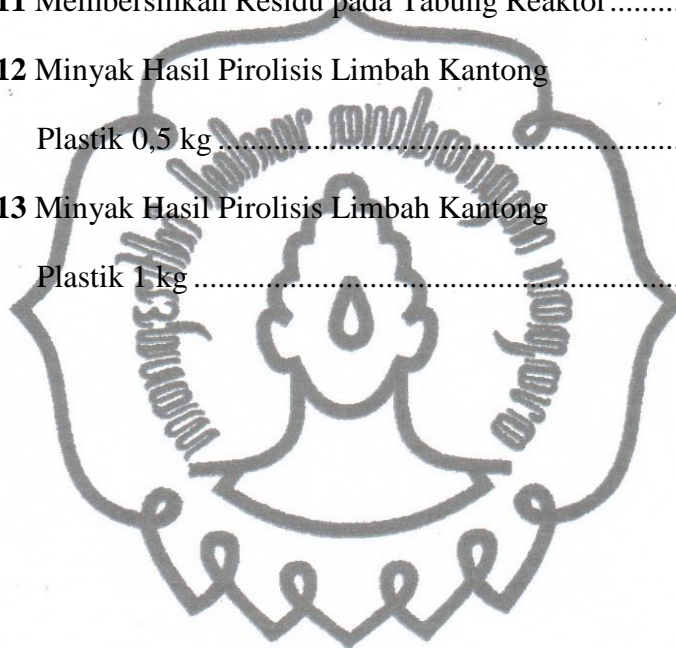 11 Membersihkan Residu pada Tabung Reaktor..........
12 Minyak Hasil Pirolisis Limbah Kantong
Plastik 0,5 kg ..........................................................
13 Minyak Hasil Pirolisis Limbah Kantong
Plastik 1 kg .............................................................